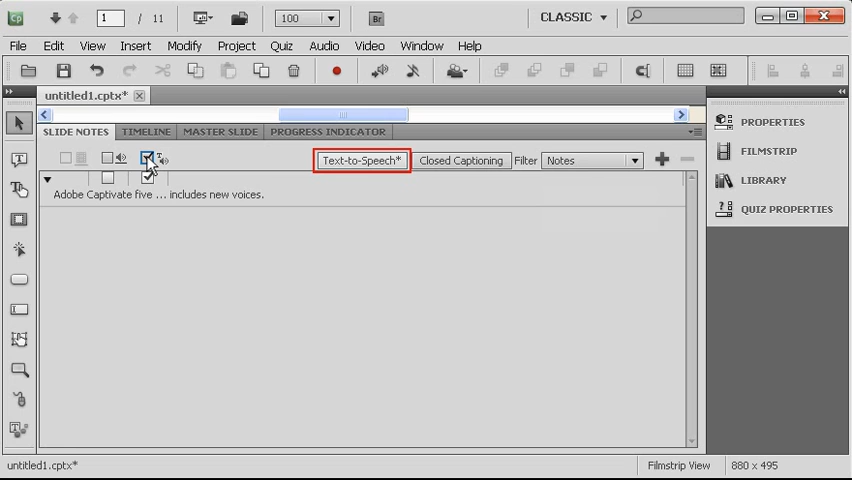 Cp 1 / 11 100 Br CLASSIC
File Edit View Insert Modify Project Quiz Audio Video Window Help
untitled1.cptx*
SLIDE NOTES TIMELINE MASTER SLIDE PROGRESS INDICATOR
Text-to-Speech* Closed Captioning Filter Notes
Adobe Captivate five ... includes new voices.
PROPERTIES
FILMSTRIP
LIBRARY
QUIZ PROPERTIES
untitled1.cptx* Filmstrip View 880 x 495